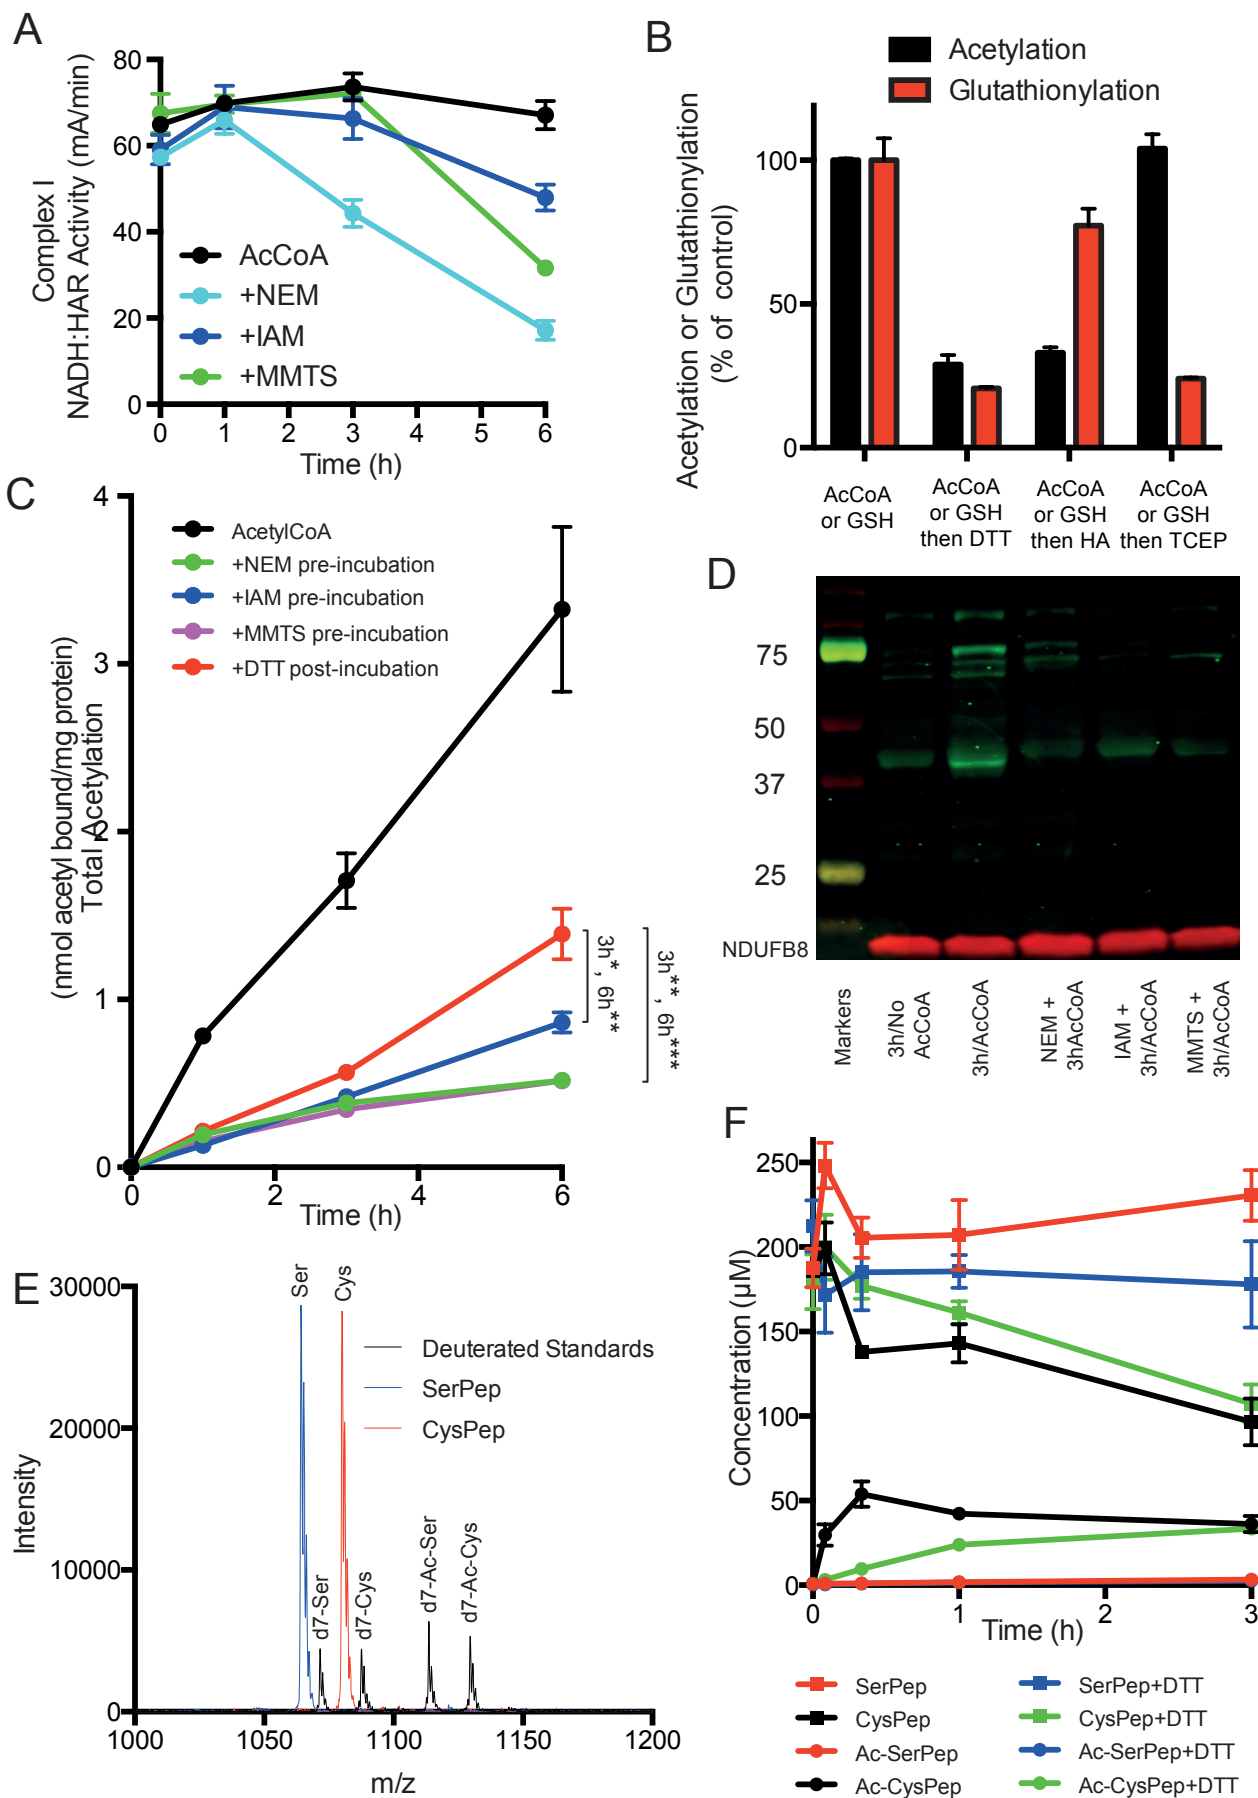 A
Complex I
NADH:HAR Activity (mA/min)
80
60
40
20
0
AcCoA
+NEM
+IAM
+MMTS
0 1 2 3 4 5 6
Time (h)
B
Acetylation
Glutathionylation
Acetylation or Glutathionylation
(% of control)
100
50
0
AcCoA
or GSH
AcCoA
or GSH
then DTT
AcCoA
or GSH
then HA
AcCoA
or GSH
then TCEP
C
(nmol acetyl bound/mg protein)
Total Acetylation
4
3
2
1
0
AcetylCoA
+NEM pre-incubation
+IAM pre-incubation
+MMTS pre-incubation
+DTT post-incubation
3h*, 6h**
3h**, 6h***
0 2 4 6
Time (h)
D
75
50
37
25
NDUFB8
Markers
3h/No
AcCoA
3h/AcCoA
NEM +
3hAcCoA
IAM +
3h/AcCoA
MMTS +
3h/AcCoA
E
Intensity
30000
20000
10000
0
Ser
Cys
d7-Ser
d7-Cys
d7-Ac-Ser
d7-Ac-Cys
Deuterated Standards
SerPep
CysPep
1000 1050 1100 1150 1200
m/z
F
Concentration (µM)
250
200
150
100
50
0
0 1 2 3
Time (h)
SerPep
CysPep
Ac-SerPep
Ac-CysPep
SerPep+DTT
CysPep+DTT
Ac-SerPep+DTT
Ac-CysPep+DTT